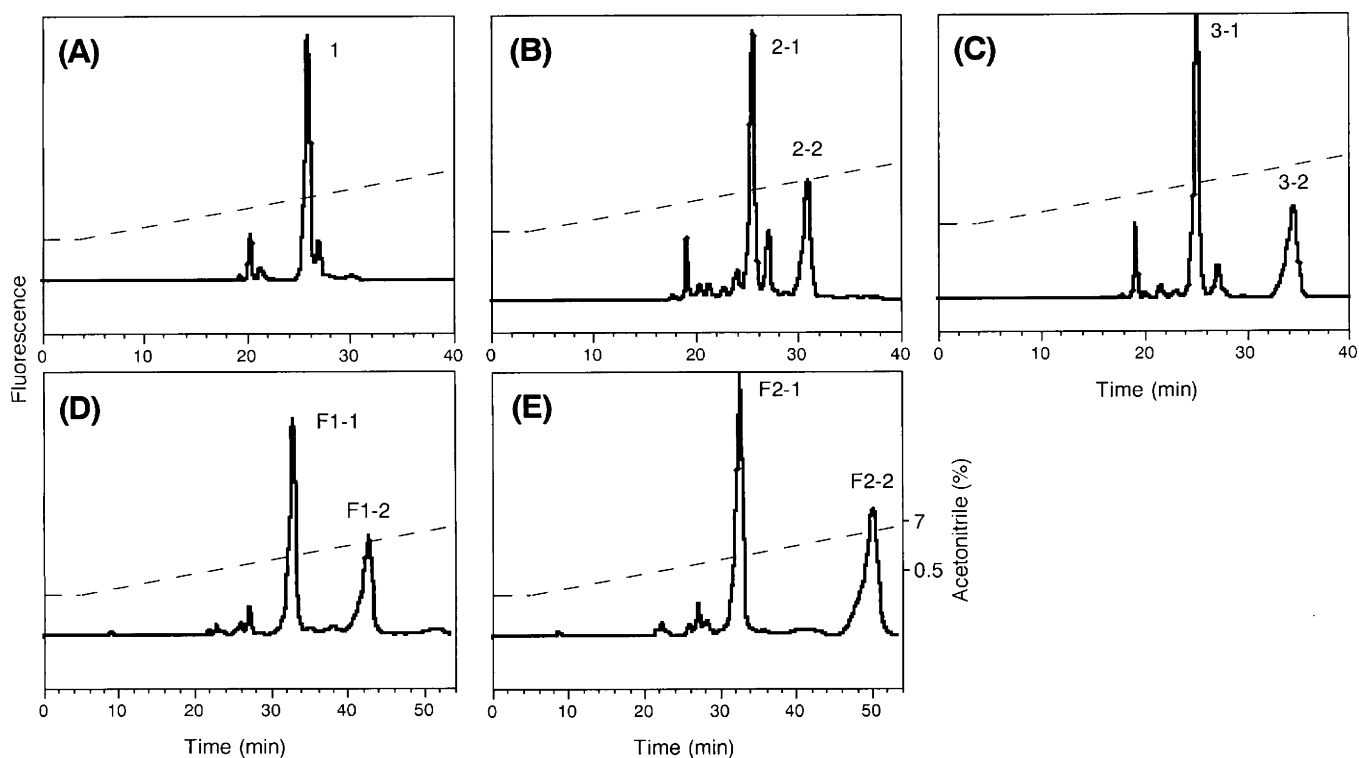 (A)
1
(B)
2-1
2-2
(C)
3-1
3-2
0 10 20 30 40
0 10 20 30 40
0 10 20 30 40
Time (min)
Fluorescence
(D)
F1-1
F1-2
(E)
F2-1
F2-2
7
0.5
Acetonitrile (%)
0 10 20 30 40 50
0 10 20 30 40 50
Time (min)
Time (min)